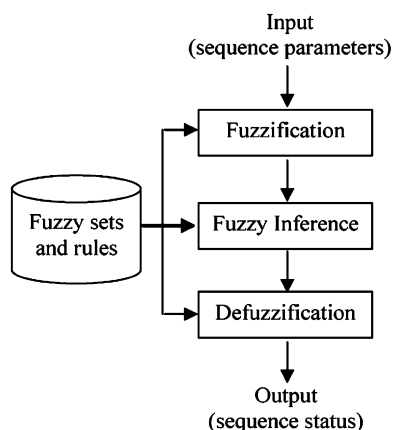 Input
(sequence parameters)
Fuzzification
Fuzzy sets
and rules
Fuzzy Inference
Defuzzification
Output
(sequence status)